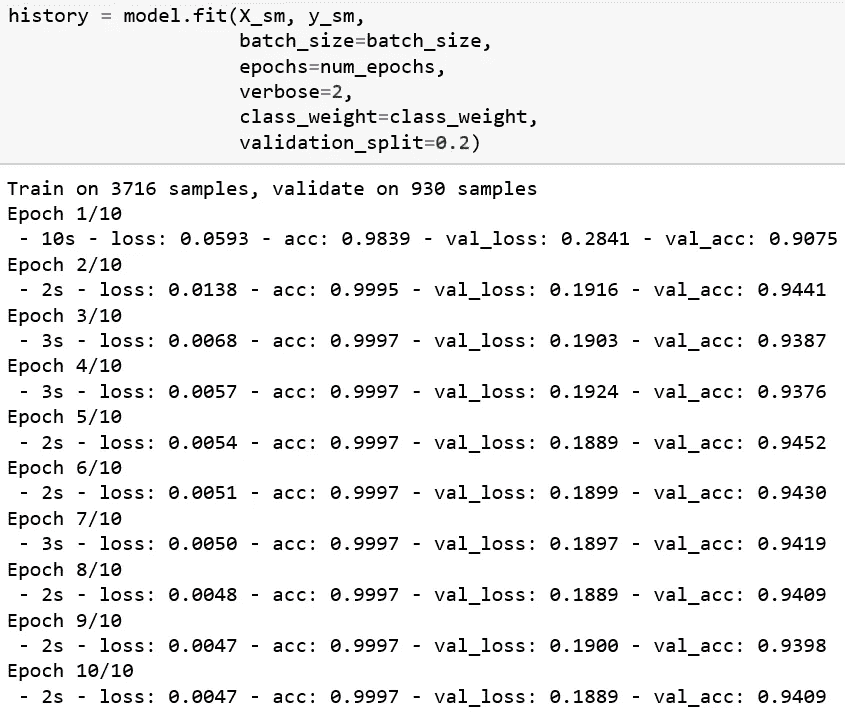 history = model.fit(X_sm, y_sm,
batch_size=batch_size,
epochs=num_epochs,
verbose=2,
class_weight=class_weight,
validation_split=0.2)
Train on 3716 samples, validate on 930 samples
Epoch 1/10
- 10s - loss: 0.0593 - acc: 0.9839 - val_loss: 0.2841 - val_acc: 0.9075
Epoch 2/10
- 2s - loss: 0.0138 - acc: 0.9995 - val_loss: 0.1916 - val_acc: 0.9441
Epoch 3/10
- 3s - loss: 0.0068 - acc: 0.9997 - val_loss: 0.1903 - val_acc: 0.9387
Epoch 4/10
- 3s - loss: 0.0057 - acc: 0.9997 - val_loss: 0.1924 - val_acc: 0.9376
Epoch 5/10
- 2s - loss: 0.0054 - acc: 0.9997 - val_loss: 0.1889 - val_acc: 0.9452
Epoch 6/10
- 2s - loss: 0.0051 - acc: 0.9997 - val_loss: 0.1899 - val_acc: 0.9430
Epoch 7/10
- 3s - loss: 0.0050 - acc: 0.9997 - val_loss: 0.1897 - val_acc: 0.9419
Epoch 8/10
- 2s - loss: 0.0048 - acc: 0.9997 - val_loss: 0.1889 - val_acc: 0.9409
Epoch 9/10
- 2s - loss: 0.0047 - acc: 0.9997 - val_loss: 0.1900 - val_acc: 0.9398
Epoch 10/10
- 2s - loss: 0.0047 - acc: 0.9997 - val_loss: 0.1889 - val_acc: 0.9409